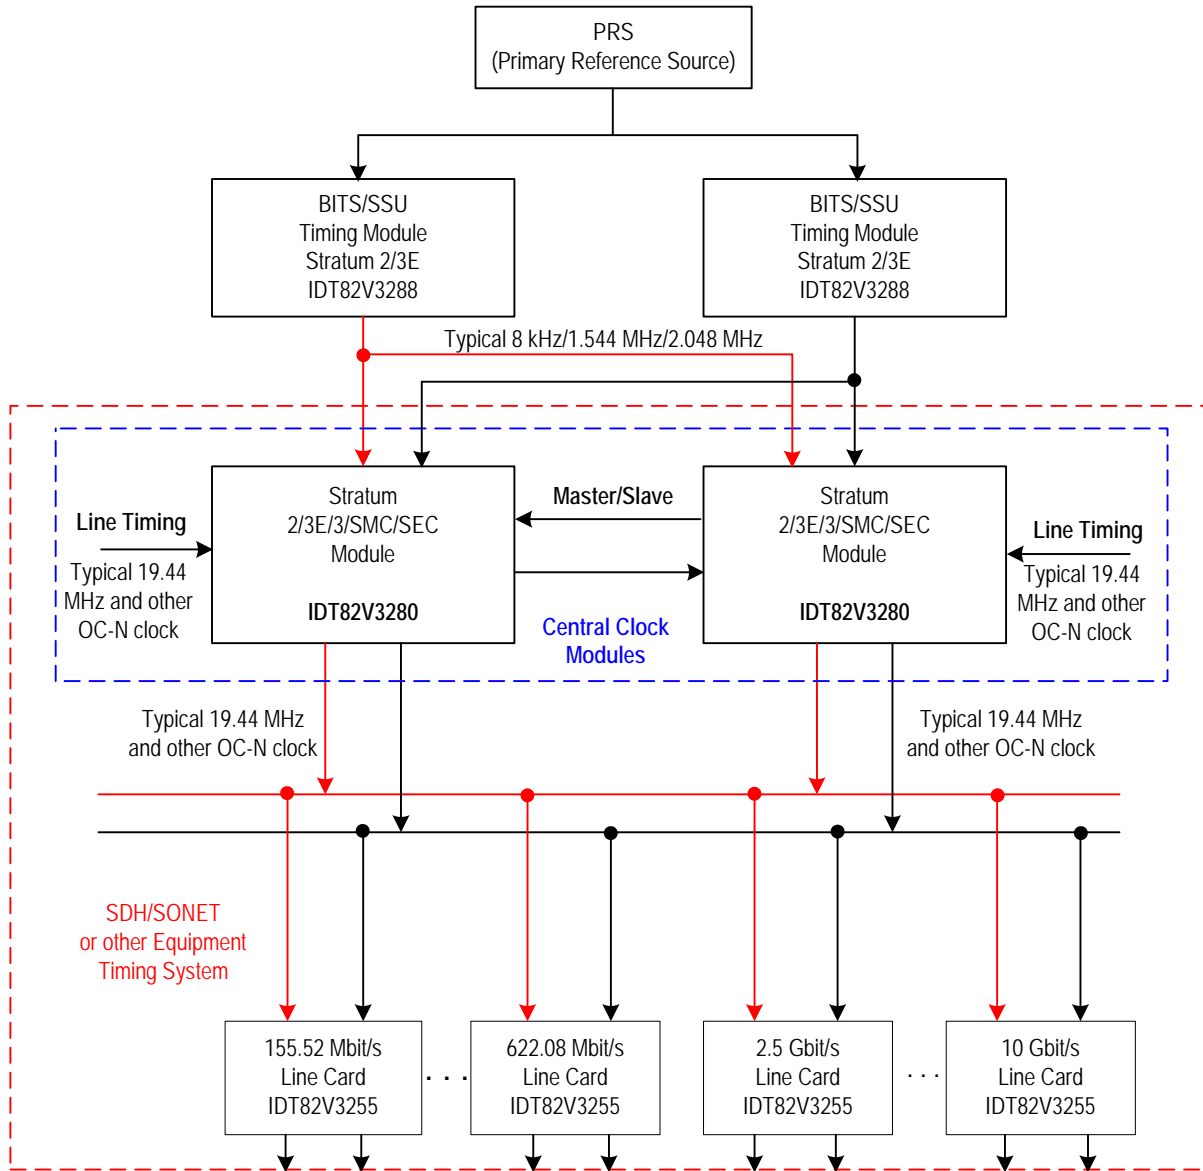 PRS
(Primary Reference Source)
BITS/SSU
Timing Module
Stratum 2/3E
IDT82V3288
BITS/SSU
Timing Module
Stratum 2/3E
IDT82V3288
Typical 8 kHz/1.544 MHz/2.048 MHz
Line Timing
Typical 19.44
MHz and other
OC-N clock
Stratum
2/3E/3/SMC/SEC
Module
IDT82V3280
Master/Slave
Central Clock
Modules
Stratum
2/3E/3/SMC/SEC
Module
IDT82V3280
Line Timing
Typical 19.44
MHz and other
OC-N clock
Typical 19.44 MHz
and other OC-N clock
Typical 19.44 MHz
and other OC-N clock
SDH/SONET
or other Equipment
Timing System
155.52 Mbit/s
Line Card
IDT82V3255
. . .
622.08 Mbit/s
Line Card
IDT82V3255
2.5 Gbit/s
Line Card
IDT82V3255
. . .
10 Gbit/s
Line Card
IDT82V3255